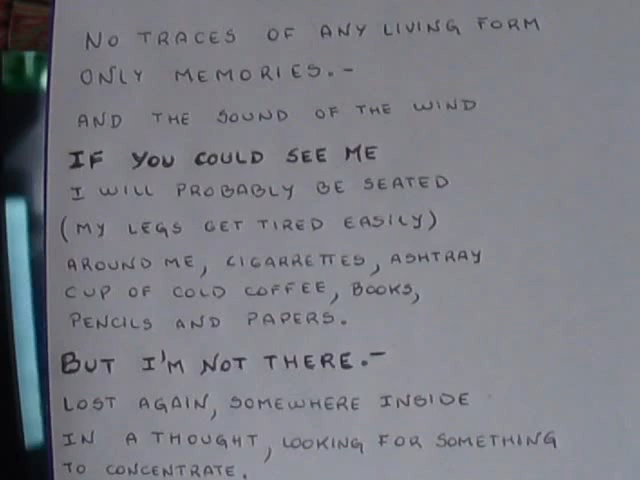 NO TRACES OF ANY LIVING FORM
ONLY MEMORIES.-
AND THE SOUND OF THE WIND
IF YOU COULD SEE ME
I WILL PROBABLY BE SEATED
(MY LEGS GET TIRED EASILY)
AROUND ME, CIGARRETTES, ASHTRAY
CUP OF COLD COFFEE, BOOKS,
PENCILS AND PAPERS.
BUT I'M NOT THERE.-
LOST AGAIN, SOMEWHERE INSIDE
IN A THOUGHT, LOOKING FOR SOMETHING
TO CONCENTRATE.